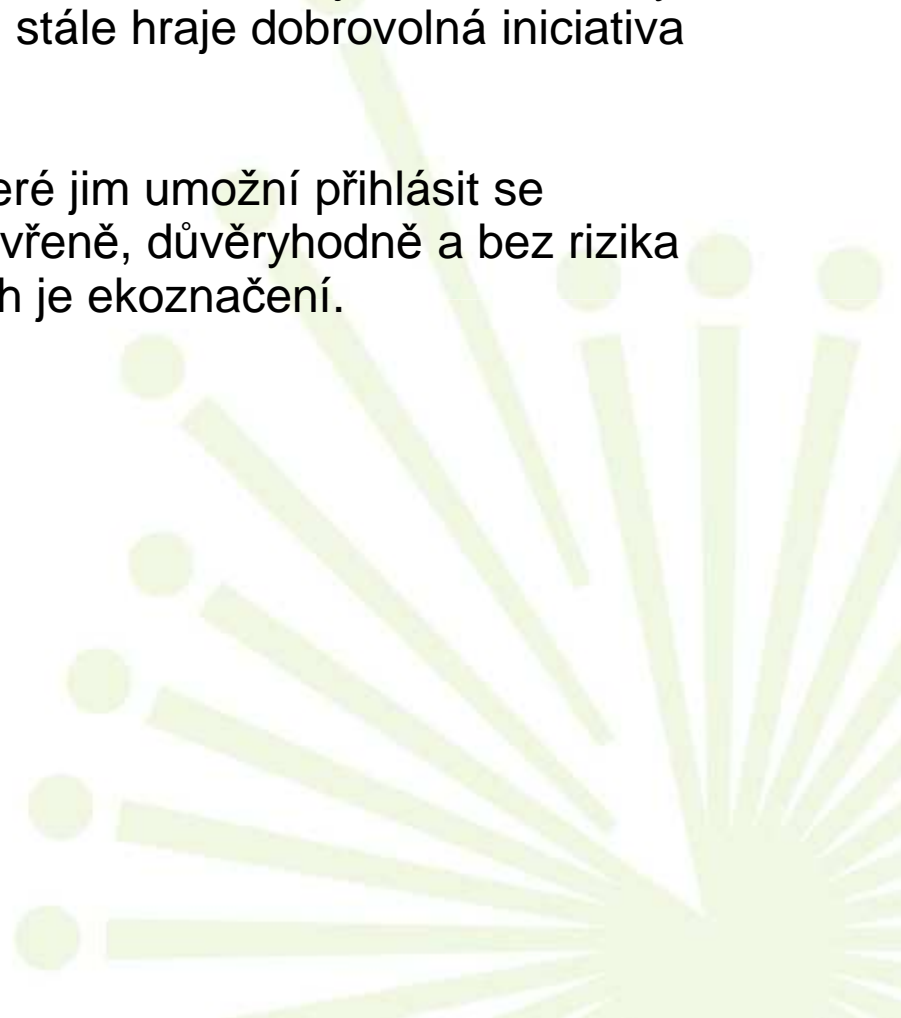 stále hraje dobrovolná iniciativa
eré jim umožní přihlásit se
vřeně, důvěryhodně a bez rizika
h je ekoznačení.